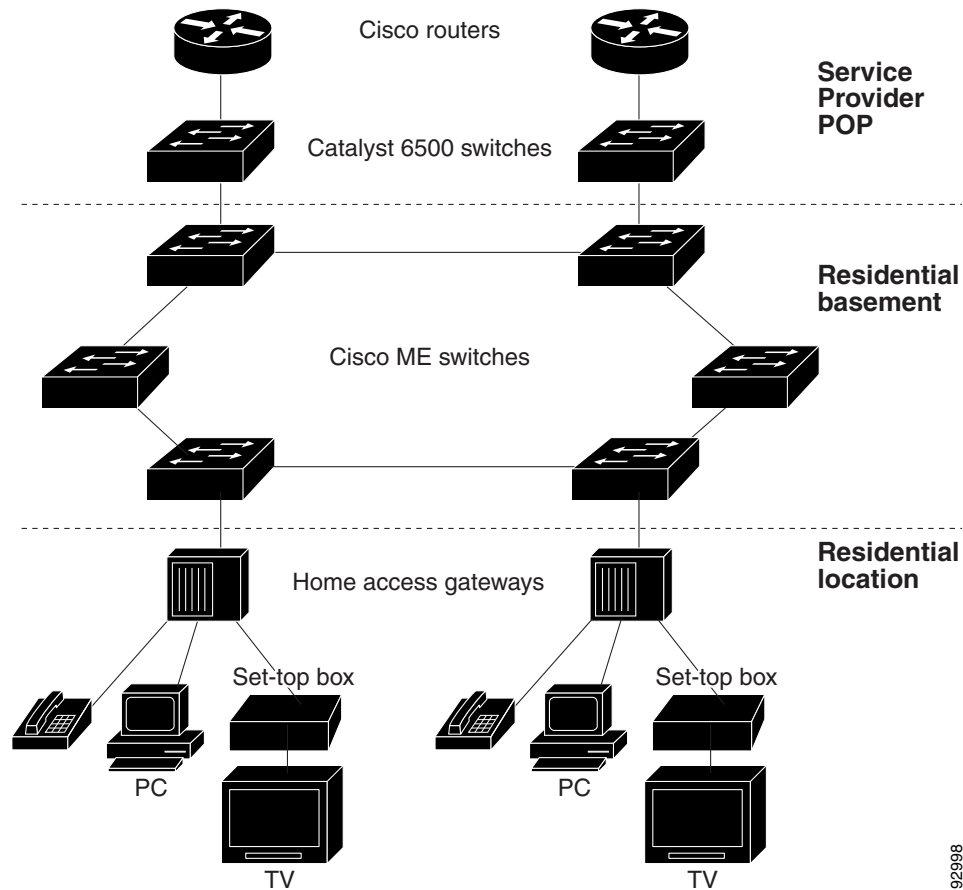 Cisco routers
Service
Provider
POP
Catalyst 6500 switches
Residential
basement
Cisco ME switches
Residential
location
Home access gateways
Set-top box
Set-top box
PC
PC
TV
TV
92998